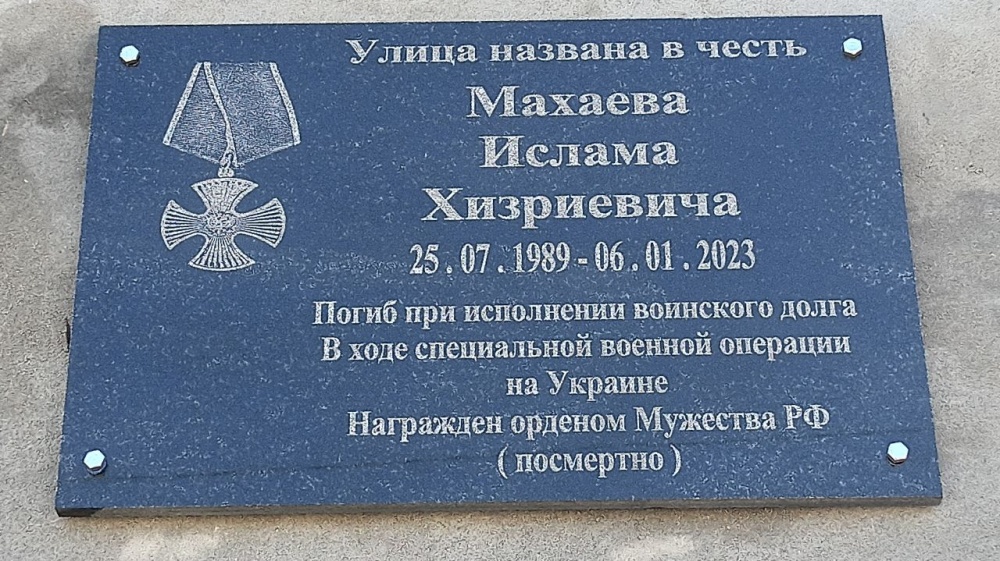 Улица названа в честь
Махаева
Ислама
Хизриевича
25.07.1989-06.01.2023
Погиб при исполнении воинского долга
В ходе специальной военной операции
на Украине
Награжден орденом Мужества РФ
( посмертно )